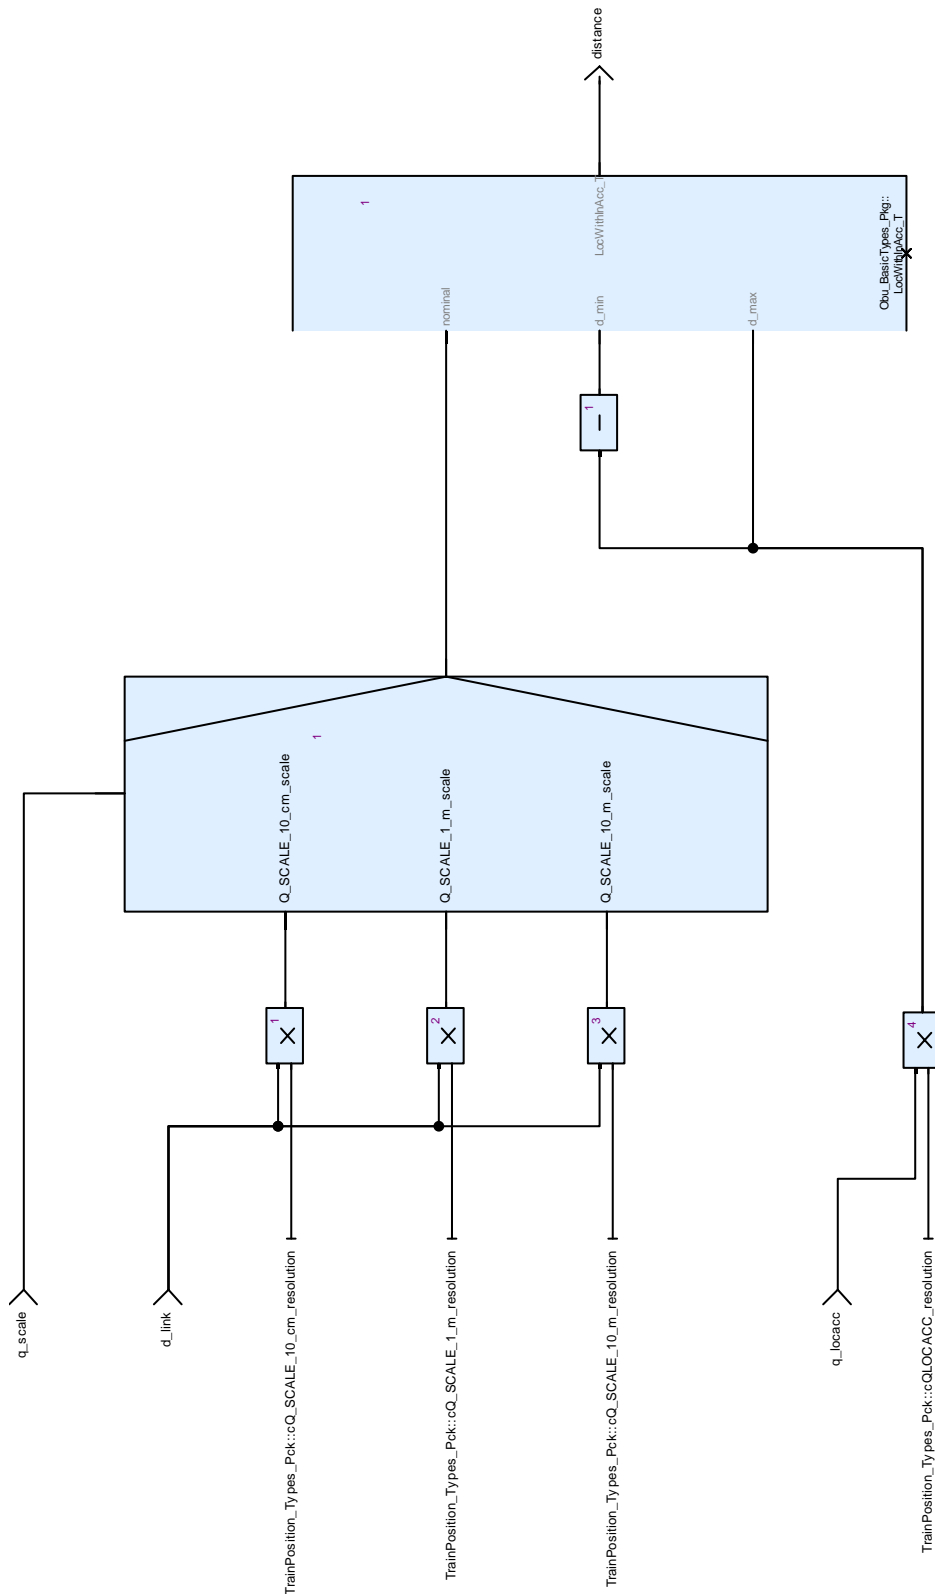 distance
1
LocWithInAcc_T
Obu_BasicTypes_Pkg::
LocWithInAcc_T
nominal
d_min
d_max
1
−
1
Q_SCALE_10_cm_scale
Q_SCALE_1_m_scale
Q_SCALE_10_m_scale
1
×
2
×
3
×
4
×
q_scale
d_link
TrainPosition_Types_Pck::cQ_SCALE_10_cm_resolution
TrainPosition_Types_Pck::cQ_SCALE_1_m_resolution
TrainPosition_Types_Pck::cQ_SCALE_10_m_resolution
q_locacc
TrainPosition_Types_Pck::cQLOCACC_resolution